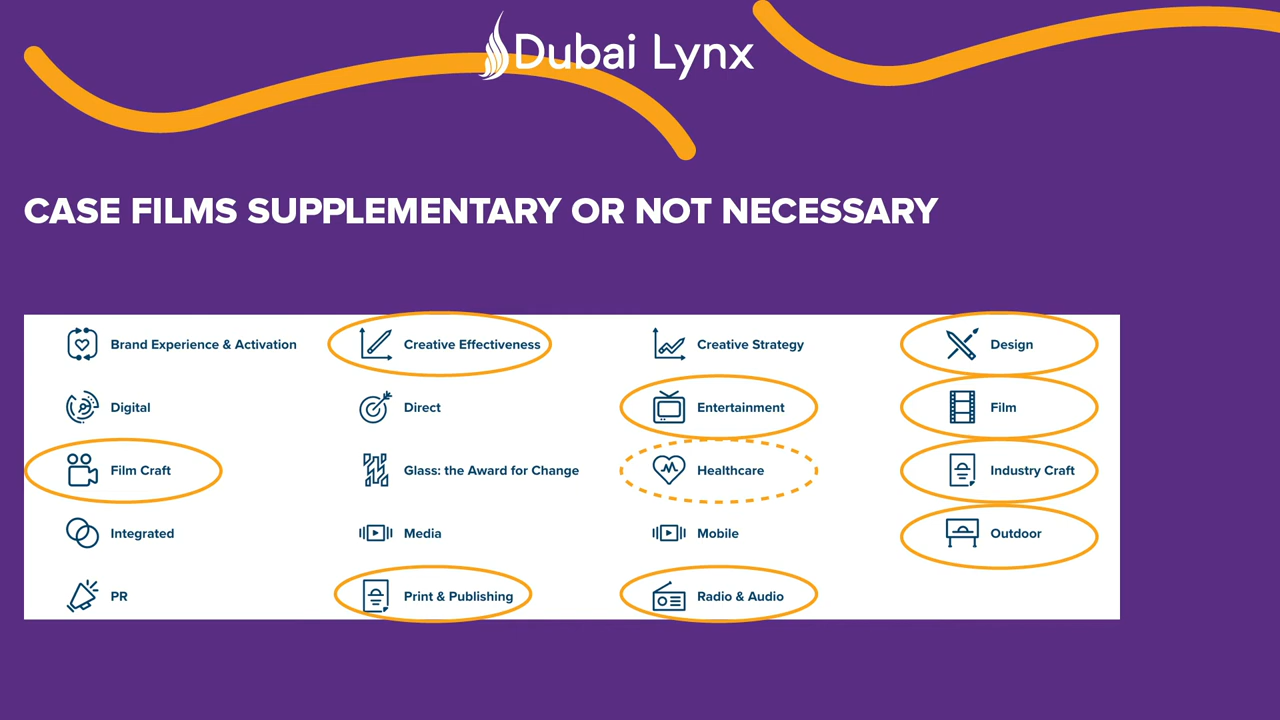 Dubai Lynx
CASE FILMS SUPPLEMENTARY OR NOT NECESSARY
Brand Experience & Activation
Creative Effectiveness
Creative Strategy
Design
Digital
Direct
Entertainment
Film
Film Craft
Glass: the Award for Change
Healthcare
Industry Craft
Integrated
Media
Mobile
Outdoor
PR
Print & Publishing
Radio & Audio